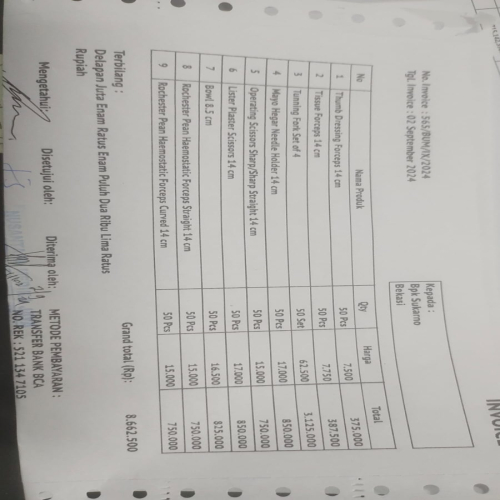 INVOICE
No. Invoice : 565/BUM/IX/2024
Tgl. Invoice : 02 September 2024
Kepada :
Bpk Sukarno
Bekasi
No Nama Produk Qty Harga Total
1 Thumb Dressing Forceps 14 cm 50 Pcs 7.500 375.000
2 Tissue Forceps 14 cm 50 Pcs 7.750 387.500
3 Tunning Fork Set of 4 50 Set 62.500 3.125.000
4 Mayo Hegar Needle Holder 14 cm 50 Pcs 17.000 850.000
5 Operating Scissors Sharp/Sharp Straight 14 cm 50 Pcs 15.000 750.000
6 Lister Plaster Scissors 14 cm 50 Pcs 17.000 850.000
7 Bowl 8.5 cm 50 Pcs 16.500 825.000
8 Rochester Pean Haemostatic Forceps Straight 14 cm 50 Pcs 15.000 750.000
9 Rochester Pean Haemostatic Forceps Curved 14 cm 50 Pcs 15.000 750.000
Grand total (Rp): 8.662.500
Terbilang :
Delapan Juta Enam Ratus Enam Puluh Dua Ribu Lima Ratus
Rupiah
Mengetahui: Disetujui oleh: Diterima oleh:
METODE PEMBAYARAN :
TRANSFER BANK BCA
NO. REK : 521 134 7105